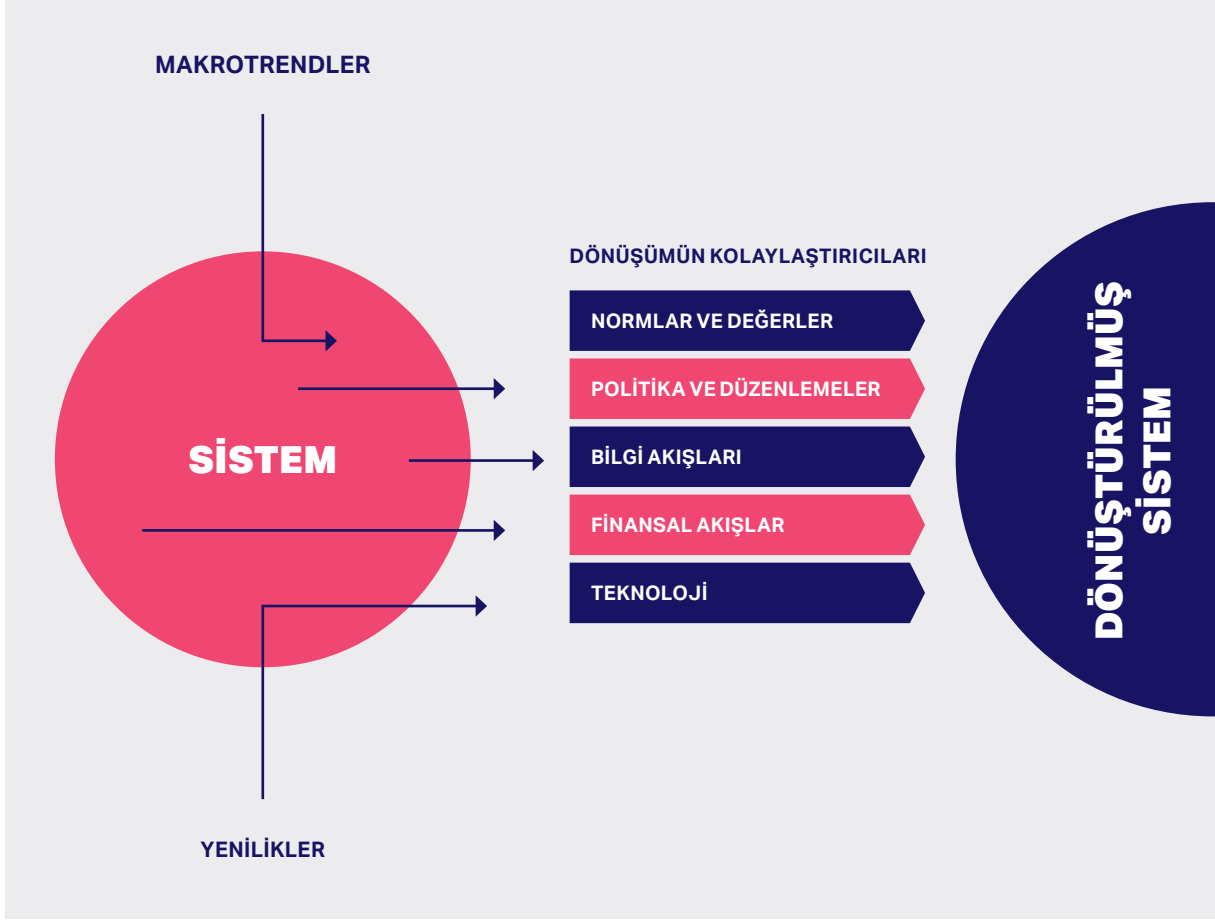 MAKROTRENDLER
SİSTEM
DÖNÜŞÜMÜN KOLAYLAŞTIRICILARI
NORMLAR VE DEĞERLER
POLİTİKA VE DÜZENLEMELER
BİLGİ AKIŞLARI
FİNANSAL AKIŞLAR
TEKNOLOJİ
DÖNÜŞTÜRÜLMÜŞ
SİSTEM
YENİLİKLER